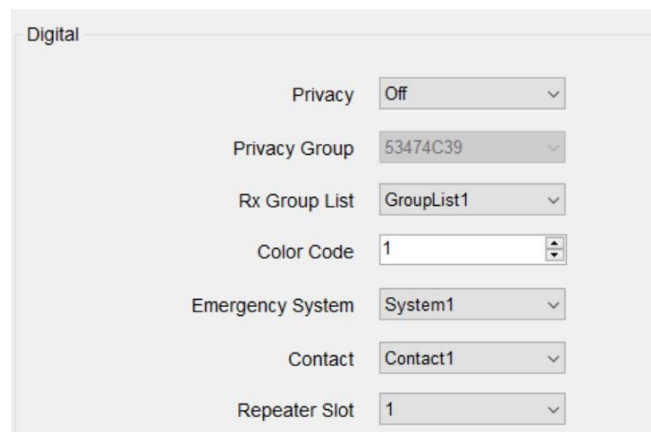 Digital
Privacy Off
Privacy Group 53474C39
Rx Group List GroupList1
Color Code 1
Emergency System System1
Contact Contact1
Repeater Slot 1